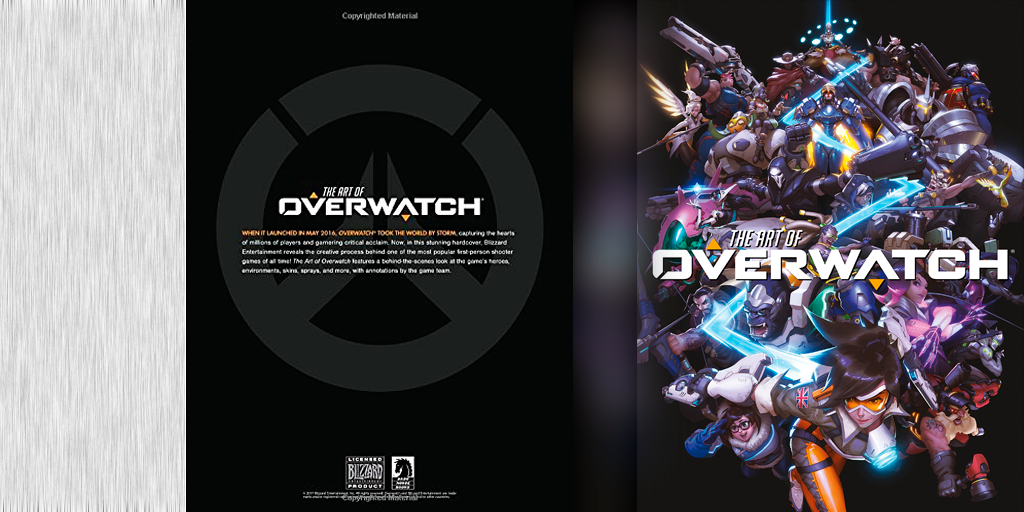 Copyrighted Material
THE ART OF
OVERWATCH
WHEN IT LAUNCHED IN MAY 2016, OVERWATCH® TOOK THE WORLD BY STORM, capturing the hearts
of millions of players and garnering critical acclaim. Now, in this stunning hardcover, Blizzard
Entertainment reveals the creative process behind one of the most popular first-person shooter
games of all time! The Art of Overwatch features a behind-the-scenes look at the game's heroes,
environments, skins, sprays, and more, with annotations by the game team.
LICENSED
BLIZZARD
ENTERTAINMENT
PRODUCT
DARK
HORSE
BOOKS
Copyrighted Material
THE ART OF
OVERWATCH